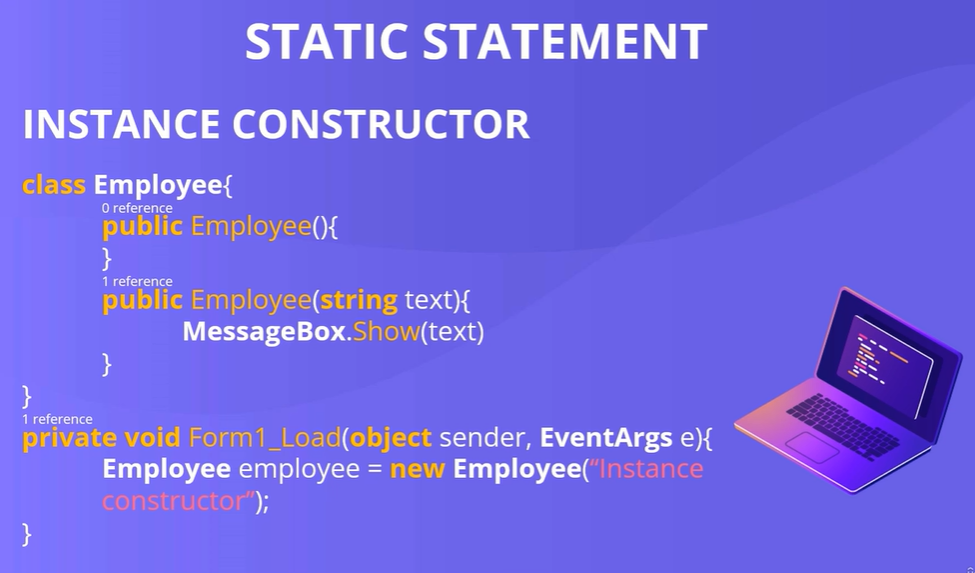 STATIC STATEMENT
INSTANCE CONSTRUCTOR
class Employee{
0 reference
public Employee(){
}
1 reference
public Employee(string text){
MessageBox.Show(text)
}
}
1 reference
private void Form1_Load(object sender, EventArgs e){
Employee employee = new Employee(“Instance
constructor”);
}